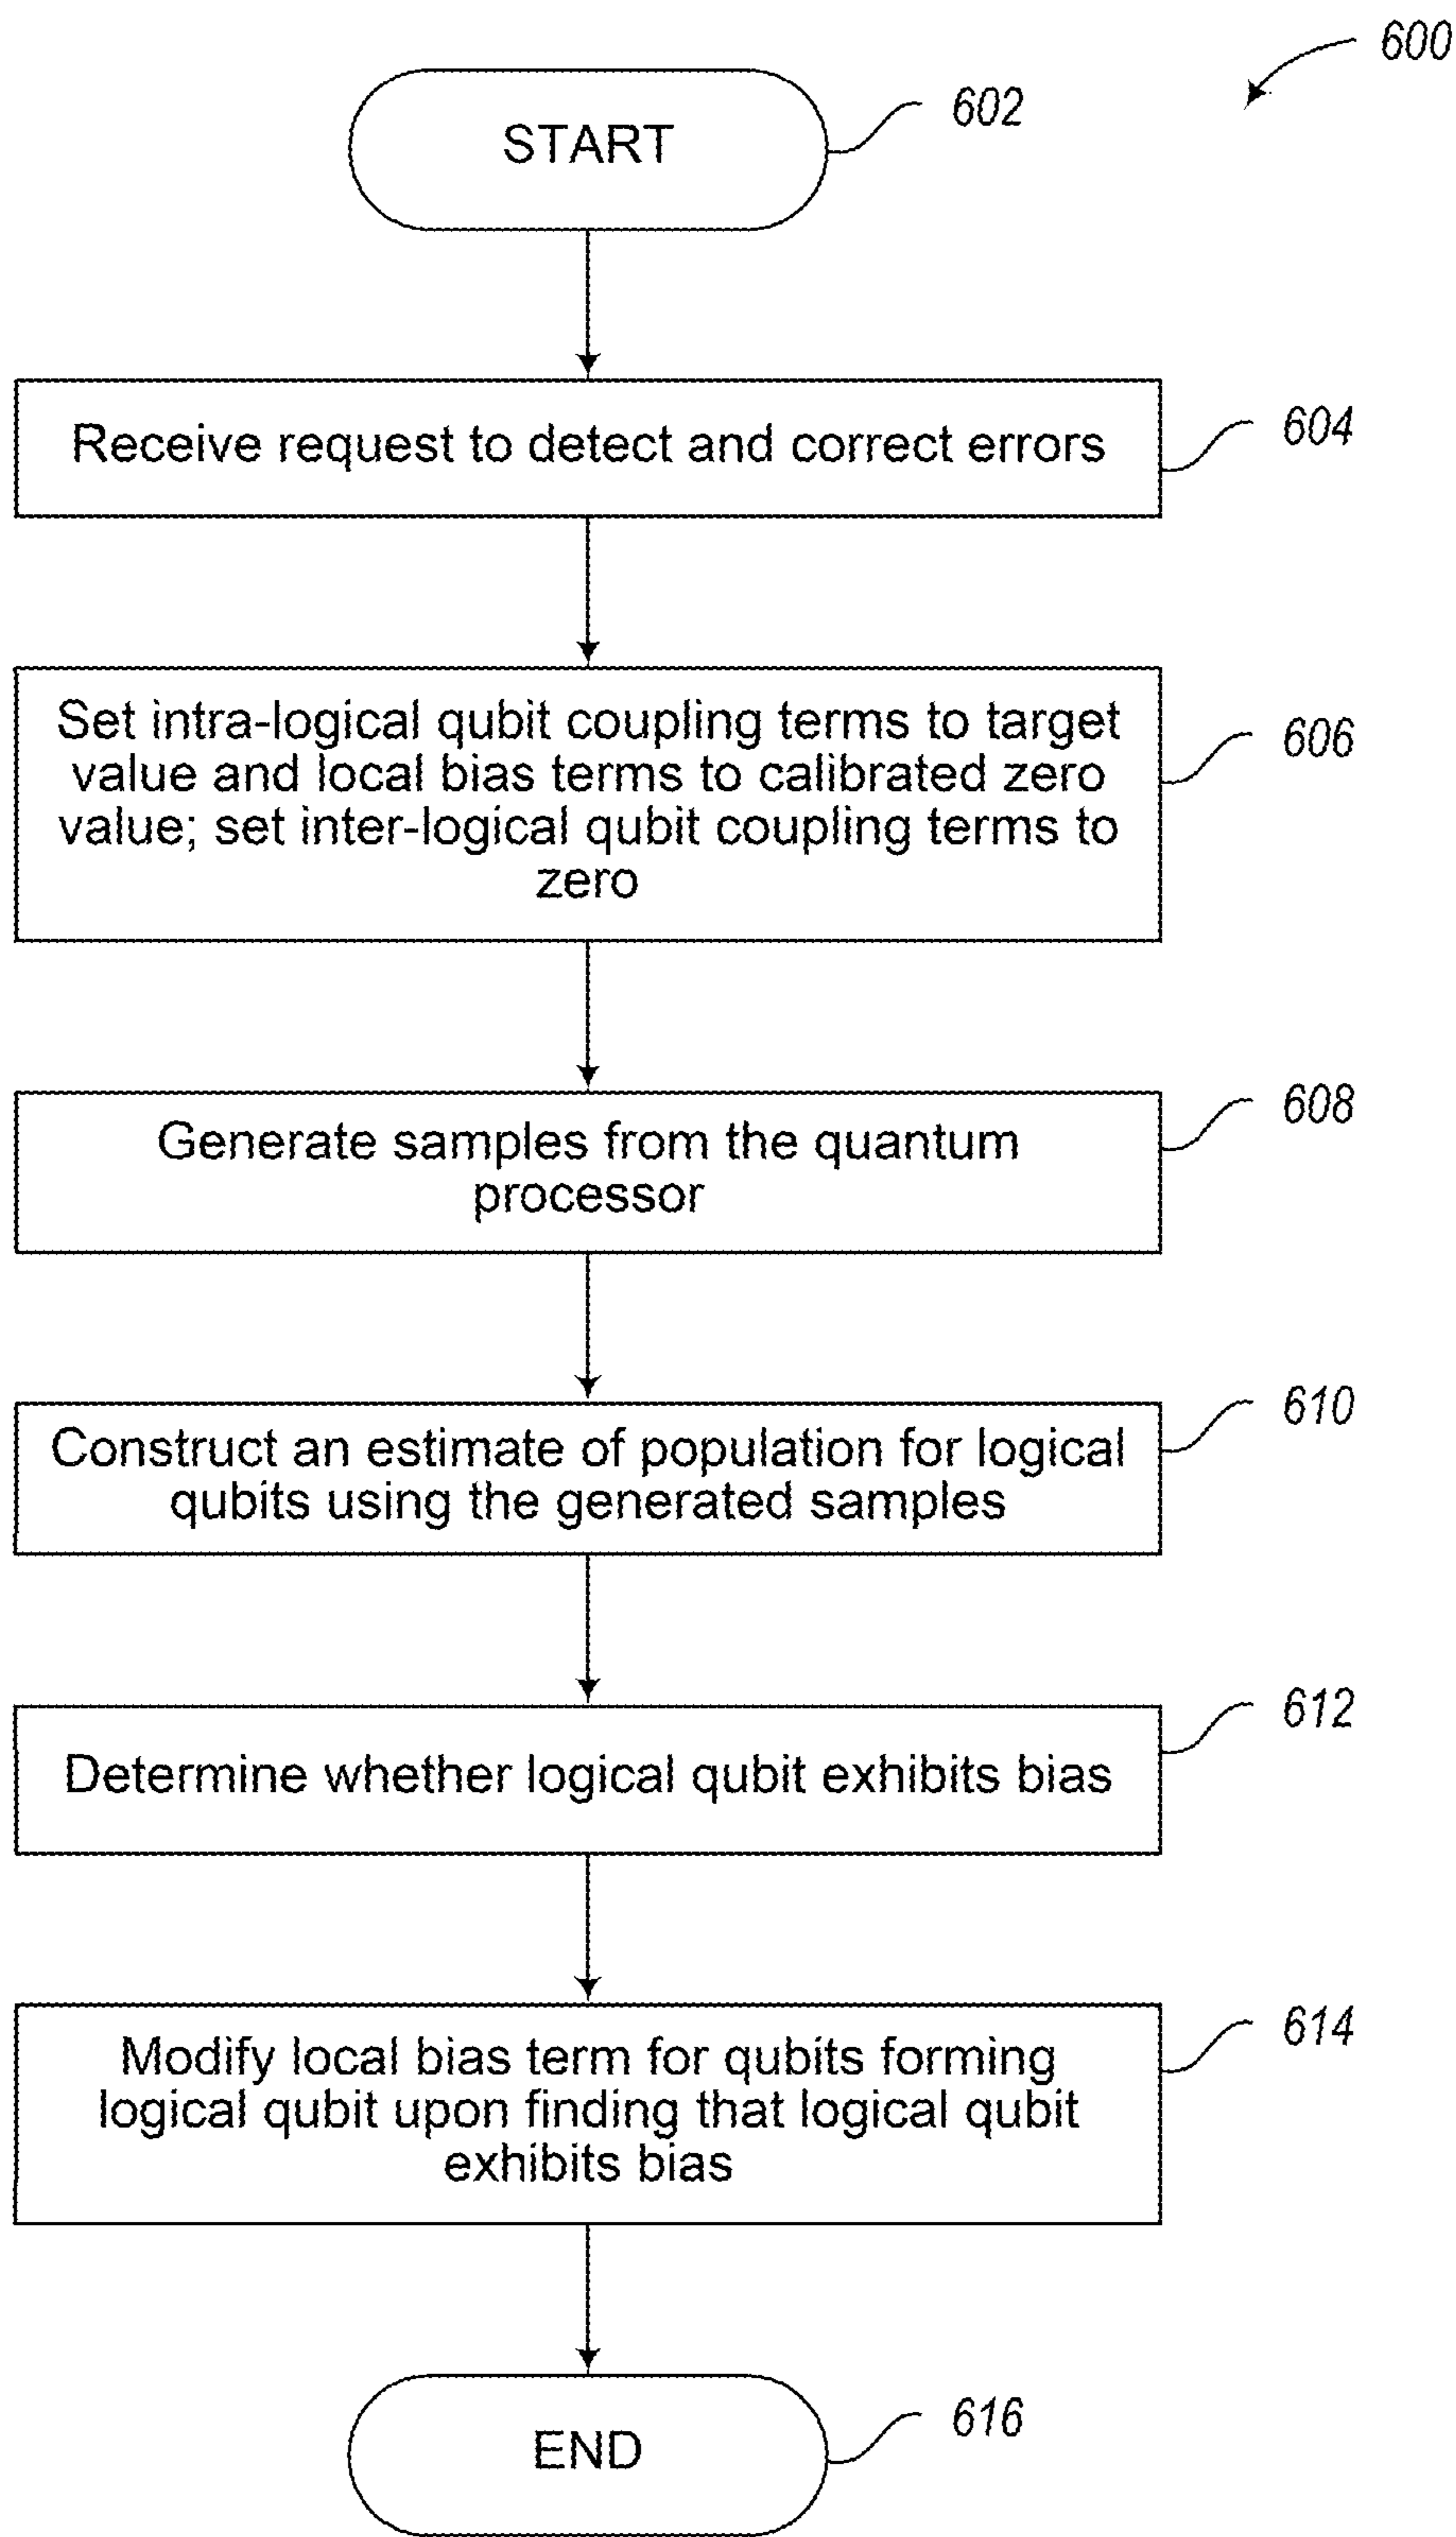 600
START
602
Receive request to detect and correct errors
604
Set intra-logical qubit coupling terms to target
value and local bias terms to calibrated zero
value; set inter-logical qubit coupling terms to
zero
606
Generate samples from the quantum
processor
608
Construct an estimate of population for logical
qubits using the generated samples
610
Determine whether logical qubit exhibits bias
612
Modify local bias term for qubits forming
logical qubit upon finding that logical qubit
exhibits bias
614
END
616